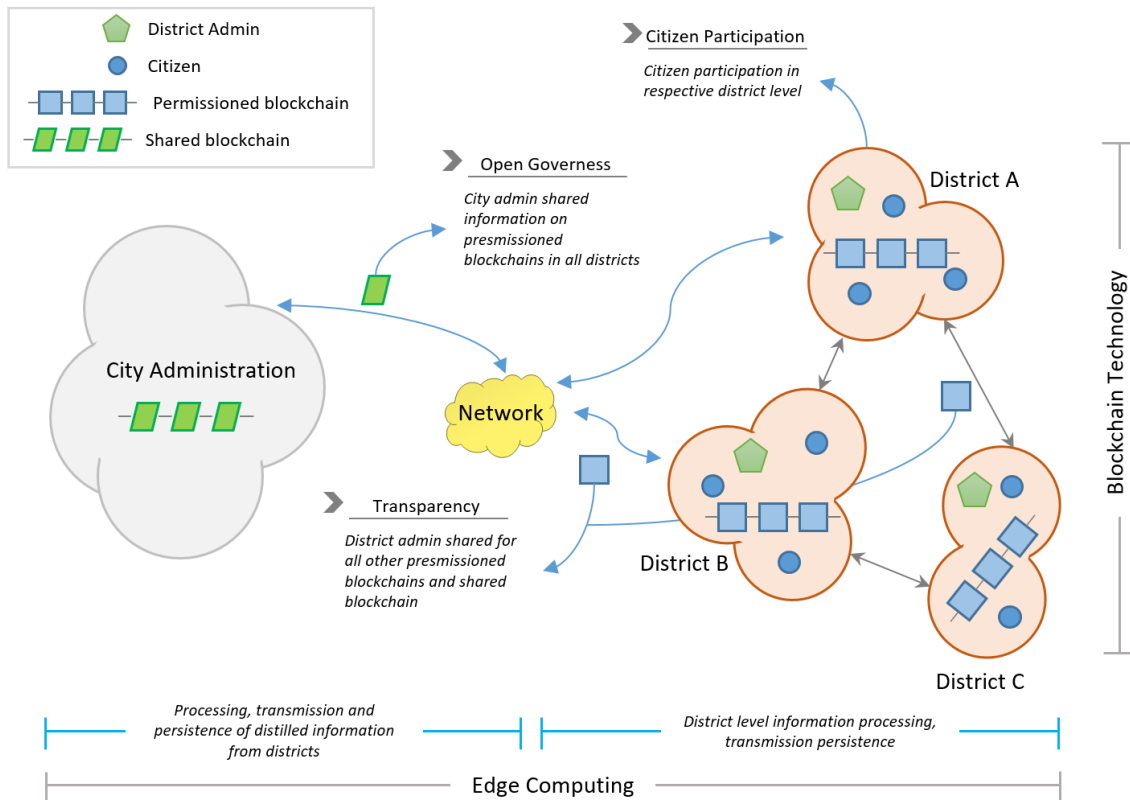 District Admin
Citizen
Permissioned blockchain
Shared blockchain
Citizen Participation
Citizen participation in
respective district level
Open Governess
City admin shared
information on
presmissioned
blockchains in all districts
District A
City Administration
Network
Blockchain Technology
Transparency
District admin shared for
all other presmissioned
blockchains and shared
blockchain
District B
District C
Processing, transmission and
persistence of distilled information
from districts
District level information processing,
transmission persistence
Edge Computing